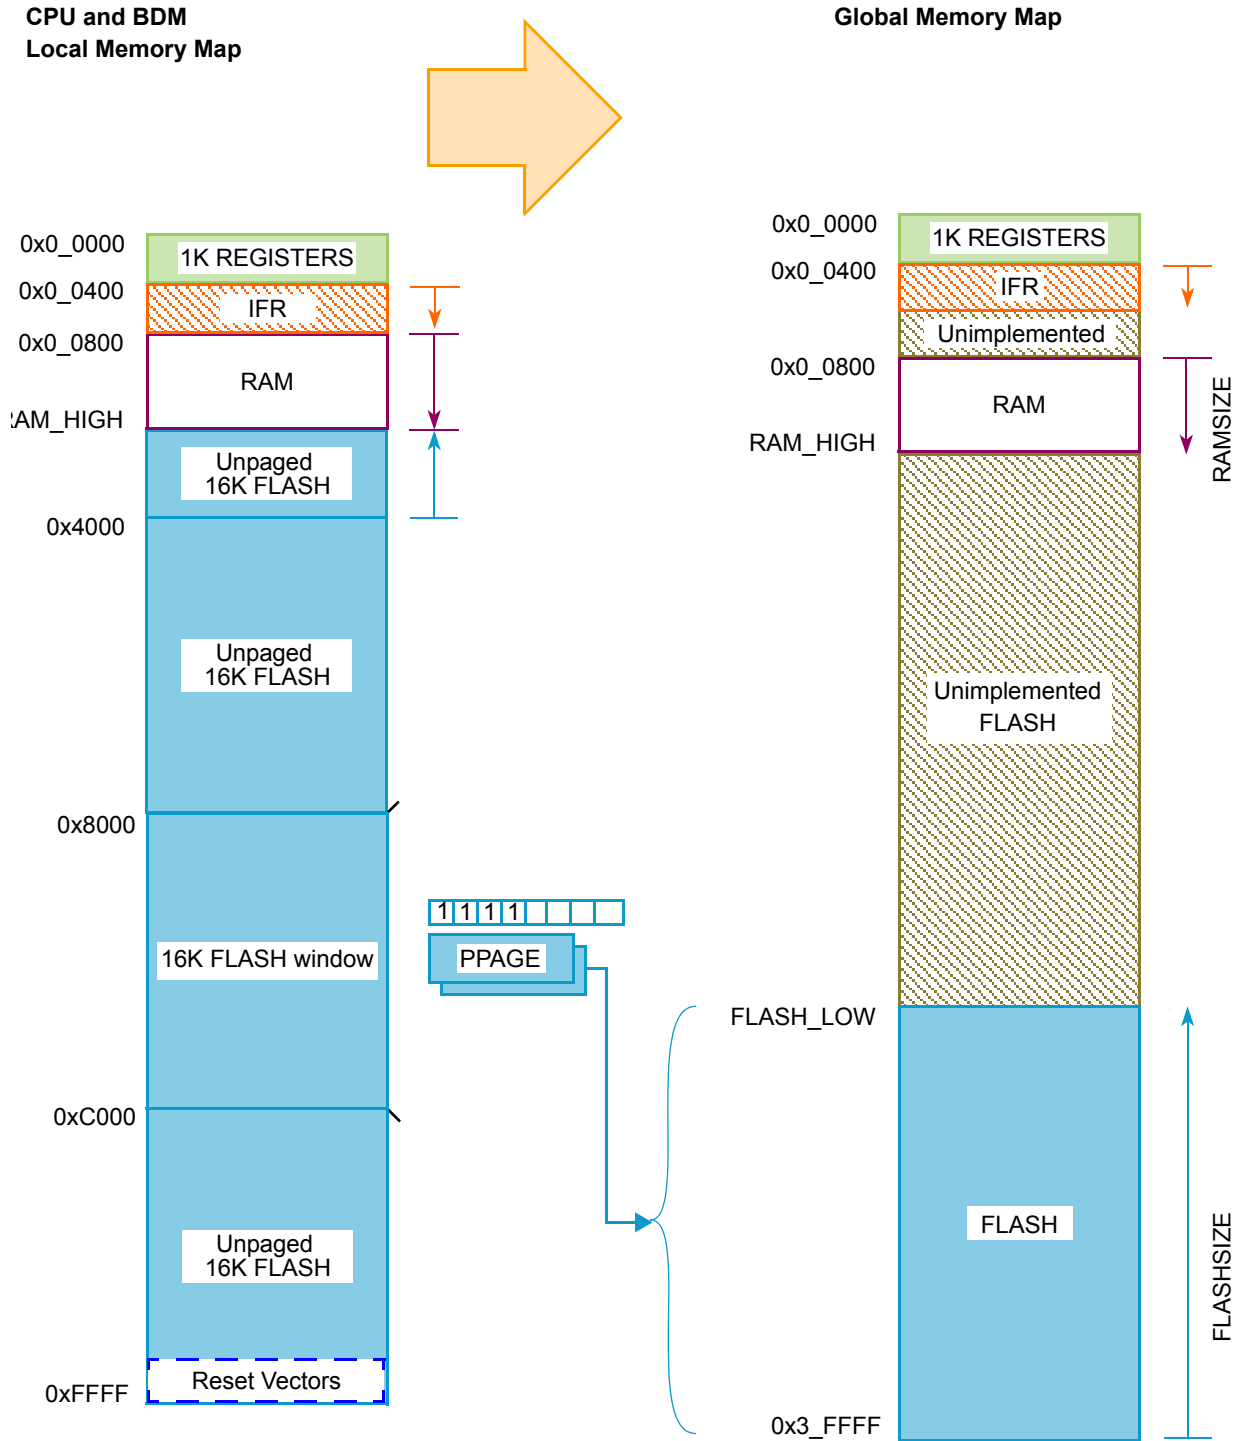 CPU and BDM
Local Memory Map
Global Memory Map
0x0_0000
1K REGISTERS
0x0_0400
IFR
0x0_0800
RAM
AM_HIGH
Unpaged
16K FLASH
0x4000
Unpaged
16K FLASH
0x8000
16K FLASH window
0xC000
Unpaged
16K FLASH
Reset Vectors
0xFFFF
1 1 1 1
PPAGE
0x0_0000
1K REGISTERS
0x0_0400
IFR
Unimplemented
0x0_0800
RAM
RAM_HIGH
RAMSIZE
Unimplemented
FLASH
FLASH_LOW
FLASH
FLASHSIZE
0x3_FFFF